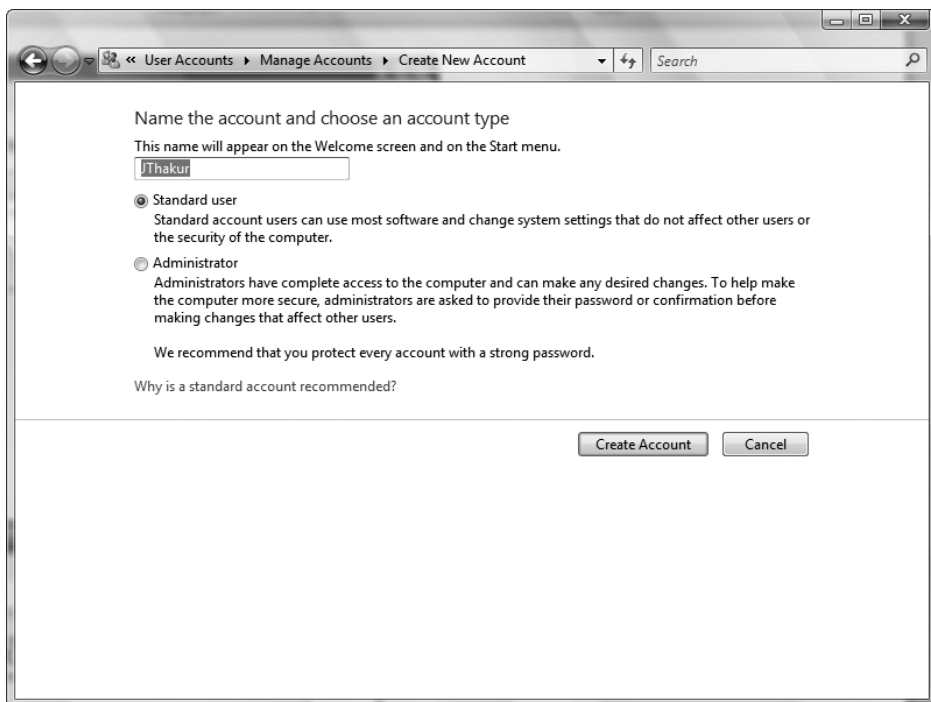 « User Accounts ▸ Manage Accounts ▸ Create New Account
Search
Name the account and choose an account type
This name will appear on the Welcome screen and on the Start menu.
JThakur
Standard user
Standard account users can use most software and change system settings that do not affect other users or
the security of the computer.
Administrator
Administrators have complete access to the computer and can make any desired changes. To help make
the computer more secure, administrators are asked to provide their password or confirmation before
making changes that affect other users.
We recommend that you protect every account with a strong password.
Why is a standard account recommended?
Create Account
Cancel